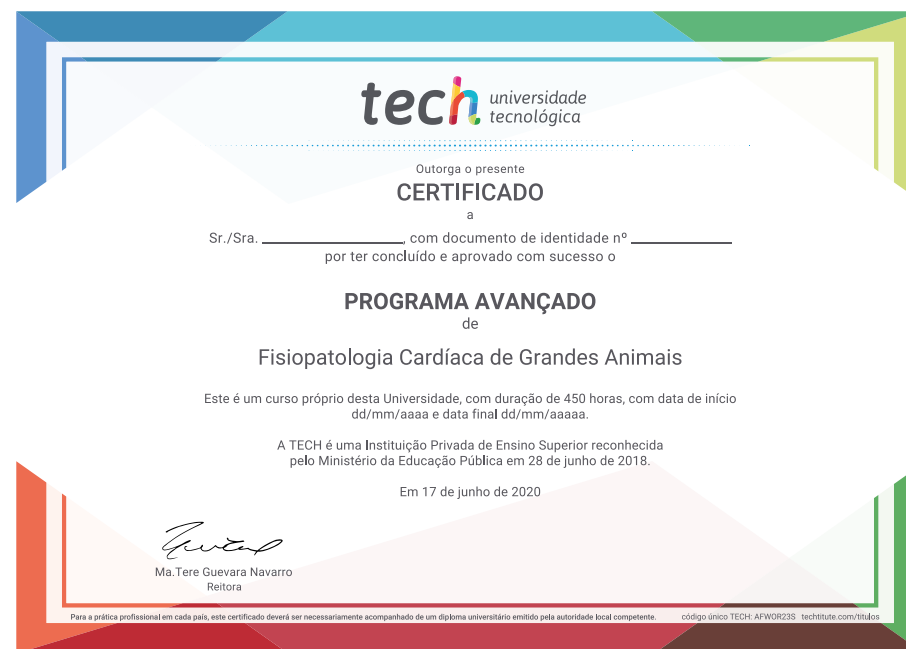 tech universidade
tecnológica
Outorga o presente
CERTIFICADO
a
Sr./Sra. ____________________, com documento de identidade nº ______________
por ter concluído e aprovado com sucesso o
PROGRAMA AVANÇADO
de
Fisiopatologia Cardíaca de Grandes Animais
Este é um curso próprio desta Universidade, com duração de 450 horas, com data de início
dd/mm/aaaa e data final dd/mm/aaaaa.
A TECH é uma Instituição Privada de Ensino Superior reconhecida
pelo Ministério da Educação Pública em 28 de junho de 2018.
Em 17 de junho de 2020
Ma.Tere Guevara Navarro
Reitora
Para a prática profissional em cada país, este certificado deverá ser necessariamente acompanhado de um diploma universitário emitido pela autoridade local competente. código único TECH: AFWOR23S techtitute.com/titulos